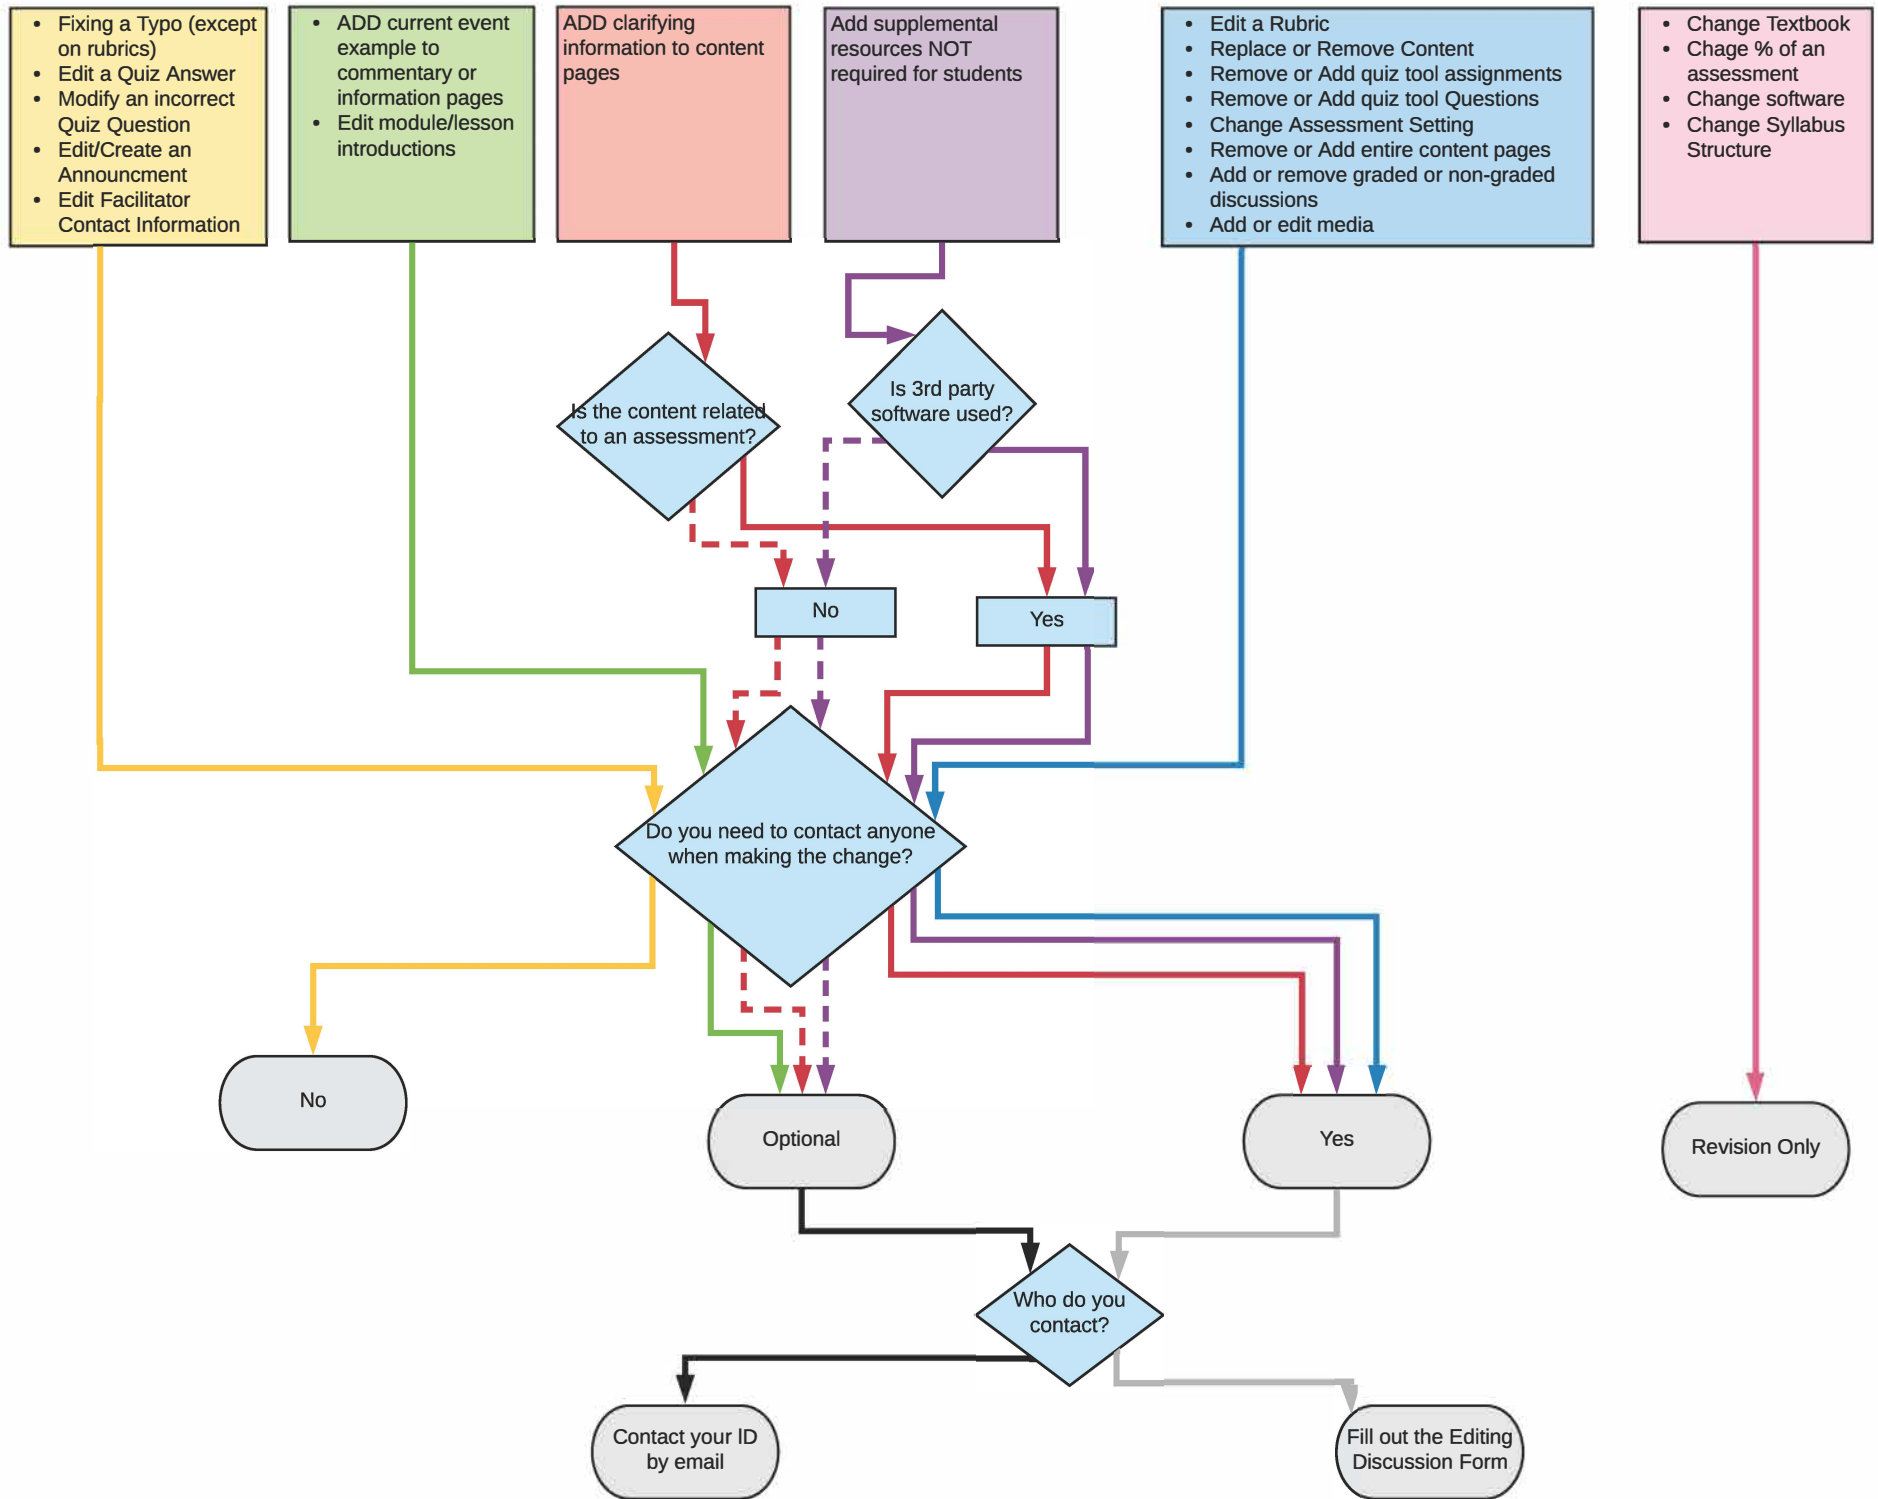 • Fixing a Typo (except
on rubrics)
• Edit a Quiz Answer
• Modify an incorrect
Quiz Question
• Edit/Create an
Announcment
• Edit Facilitator
Contact Information
• ADD current event
example to
commentary or
information pages
• Edit module/lesson
introductions
ADD clarifying
information to content
pages
Add supplemental
resources NOT
required for students
• Edit a Rubric
• Replace or Remove Content
• Remove or Add quiz tool assignments
• Remove or Add quiz tool Questions
• Change Assessment Setting
• Remove or Add entire content pages
• Add or remove graded or non-graded
discussions
• Add or edit media
• Change Textbook
• Chage % of an
assessment
• Change software
• Change Syllabus
Structure
Is the content related
to an assessment?
Is 3rd party
software used?
No
Yes
Do you need to contact anyone
when making the change?
No
Optional
Yes
Revision Only
Who do you
contact?
Contact your ID
by email
Fill out the Editing
Discussion Form